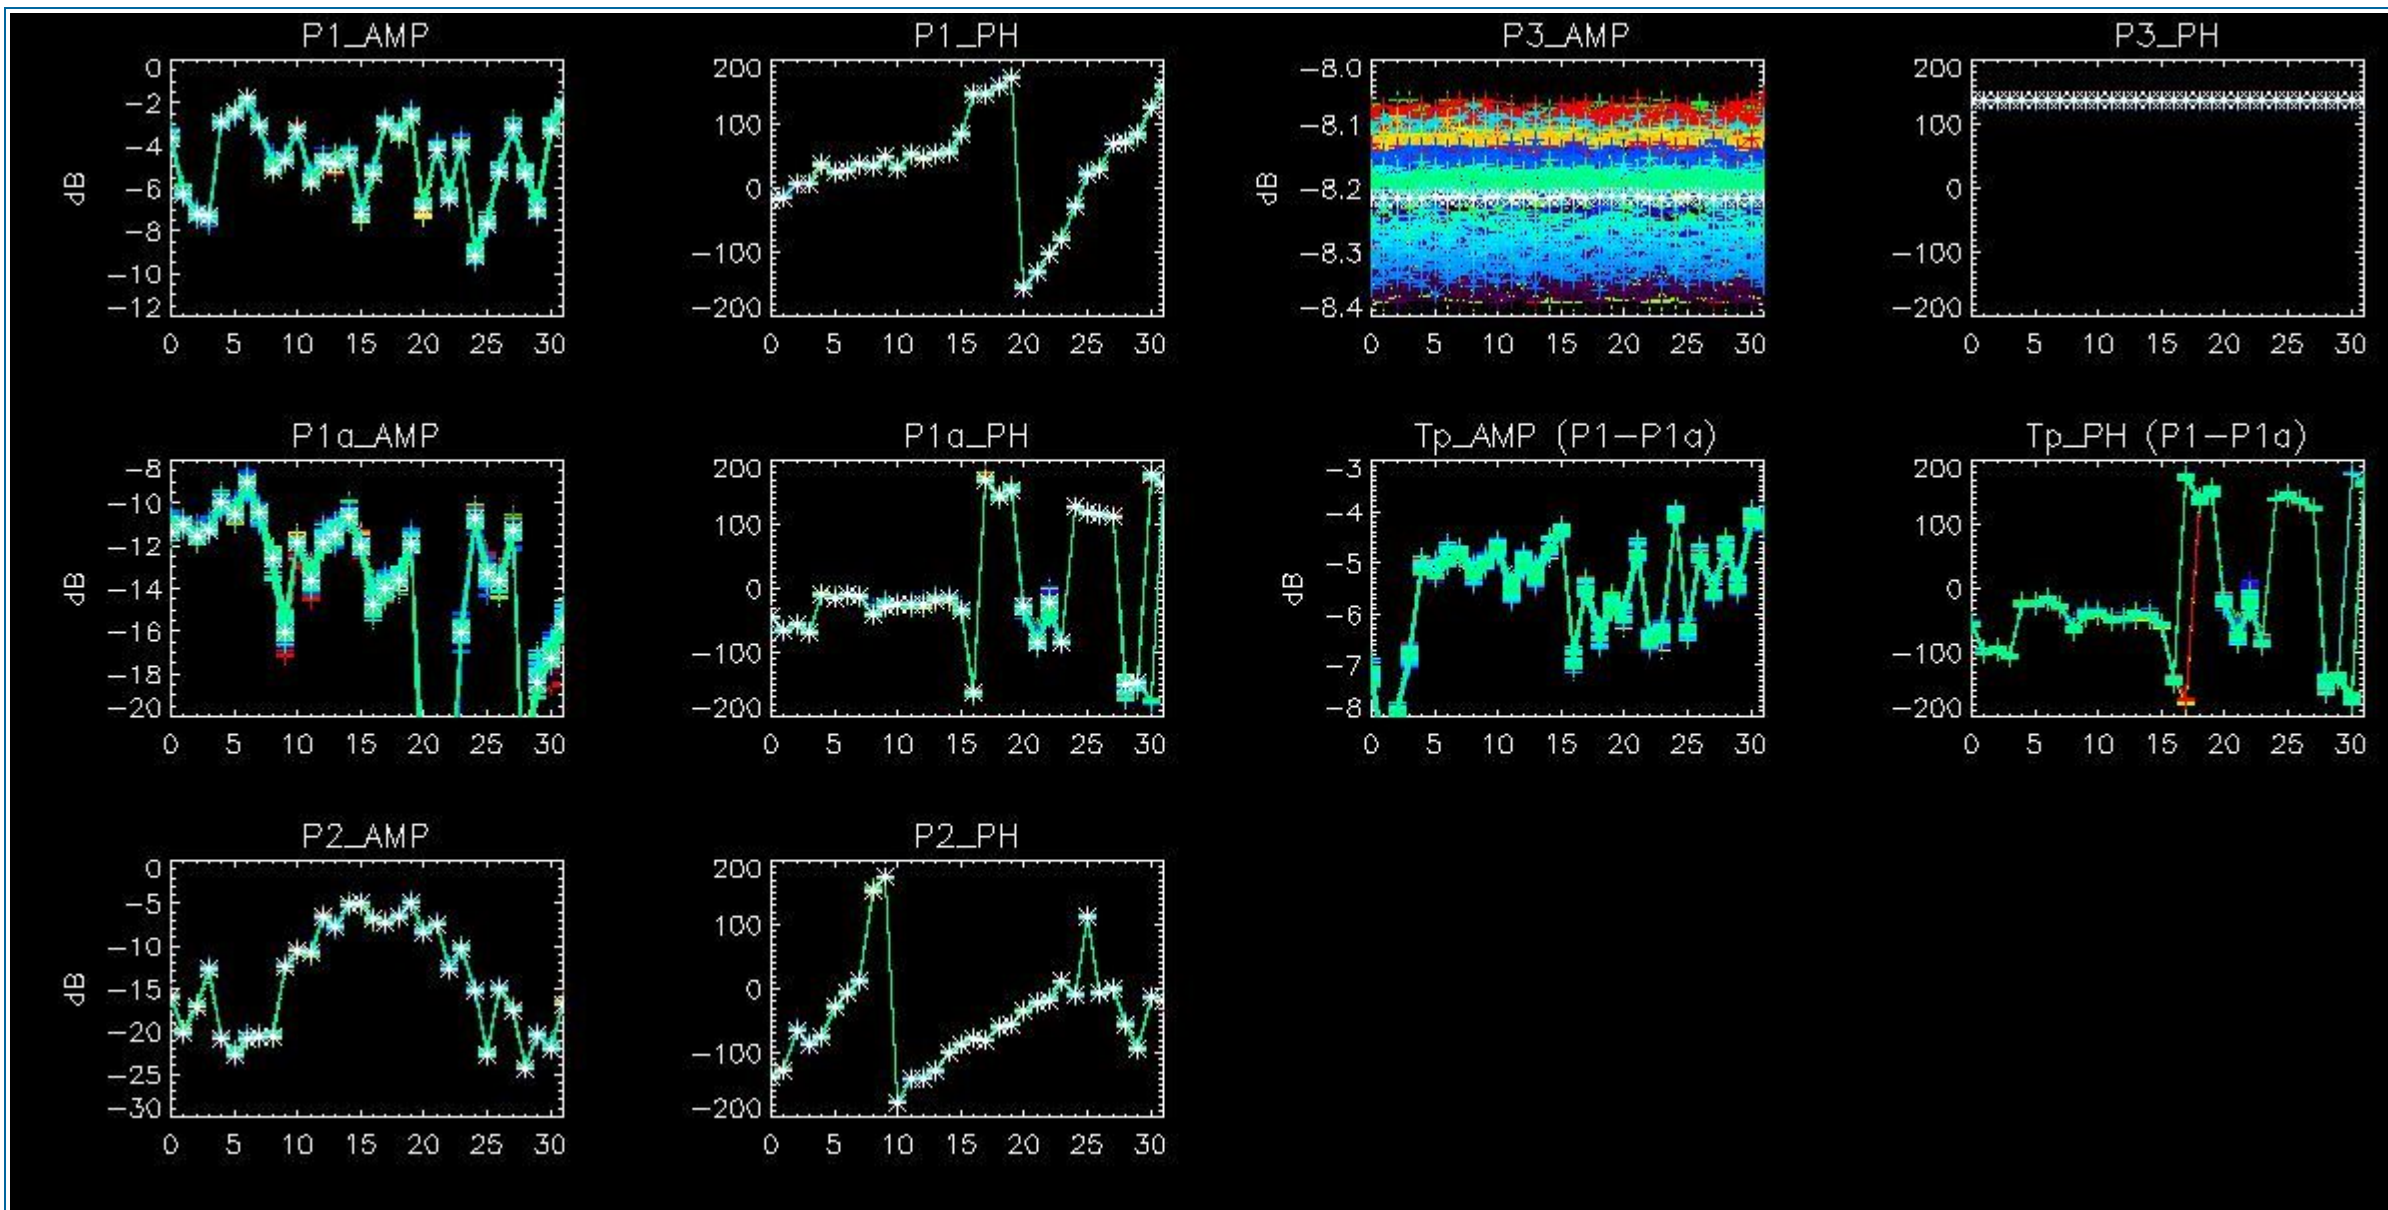 P1_AMP P1_PH P3_AMP P3_PH
0 200 −8.0 200
−2
100 −8.1 100
−4
dB −6 0 dB −8.2 0
−8
−100 −8.3 −100
−10
−12 −200 −8.4 −200
0 5 10 15 20 25 30 0 5 10 15 20 25 30 0 5 10 15 20 25 30 0 5 10 15 20 25 30
P1a_AMP P1a_PH Tp_AMP (P1−P1a) Tp_PH (P1−P1a)
−8 200 −3 200
−10 −4
−12 100 100
−5
dB −14 0 dB 0
−6
−16 −100 −100
−7
−18
−20 −200 −8 −200
0 5 10 15 20 25 30 0 5 10 15 20 25 30 0 5 10 15 20 25 30 0 5 10 15 20 25 30
P2_AMP P2_PH
0 200
−5 100
−10
dB −15 0
−20 −100
−25
−30 −200
0 5 10 15 20 25 30 0 5 10 15 20 25 30